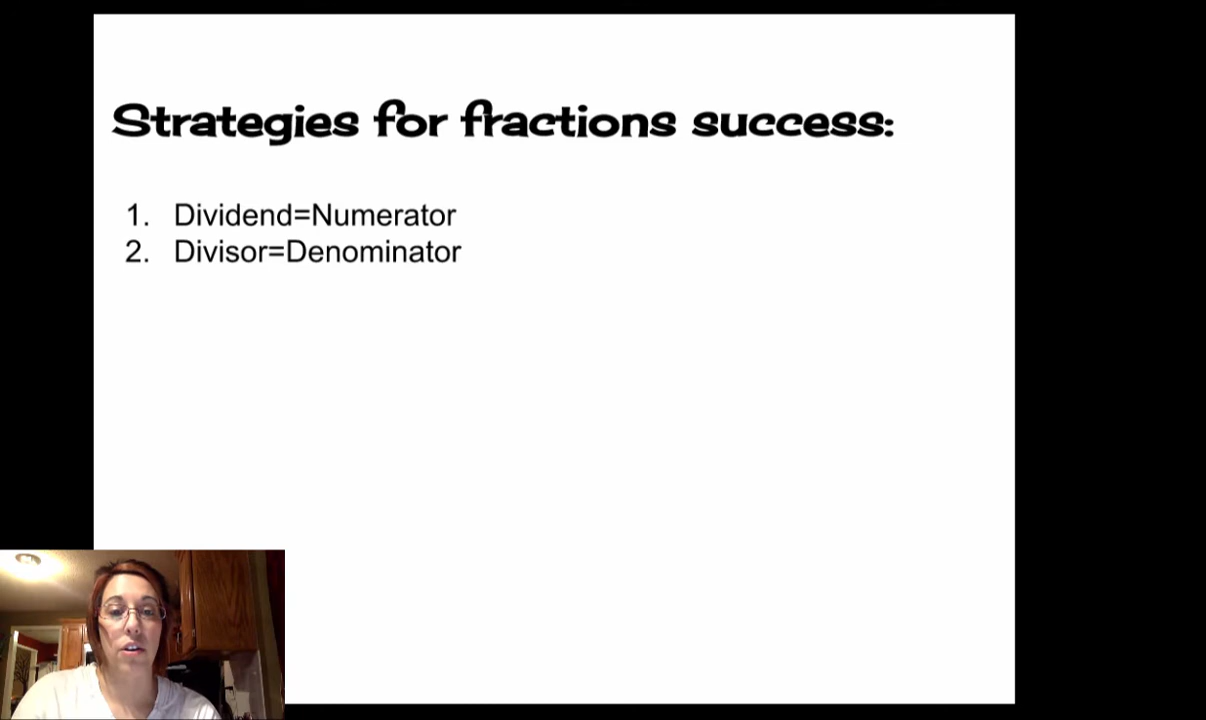 Strategies for fractions success:
1. Dividend=Numerator
2. Divisor=Denominator